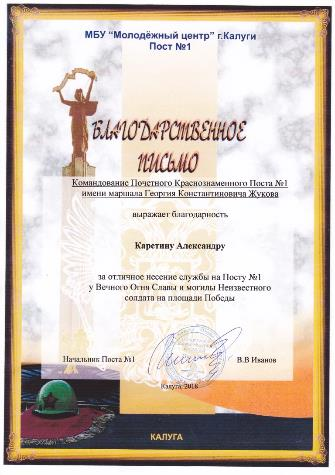 МБУ “Молодёжный центр” г.Калуги
Пост №1
БЛАГОДАРСТВЕННОЕ
ПИСЬМО
Командование Почетного Краснознаменного Поста №1
имени маршала Георгия Константиновича Жукова
выражает благодарность
Каретину Александру
за отличное несение службы на Посту №1
у Вечного Огня Славы и могилы Неизвестного
солдата на площади Победы
Начальник Поста №1 В.В Иванов
Калуга, 2018
КАЛУГА